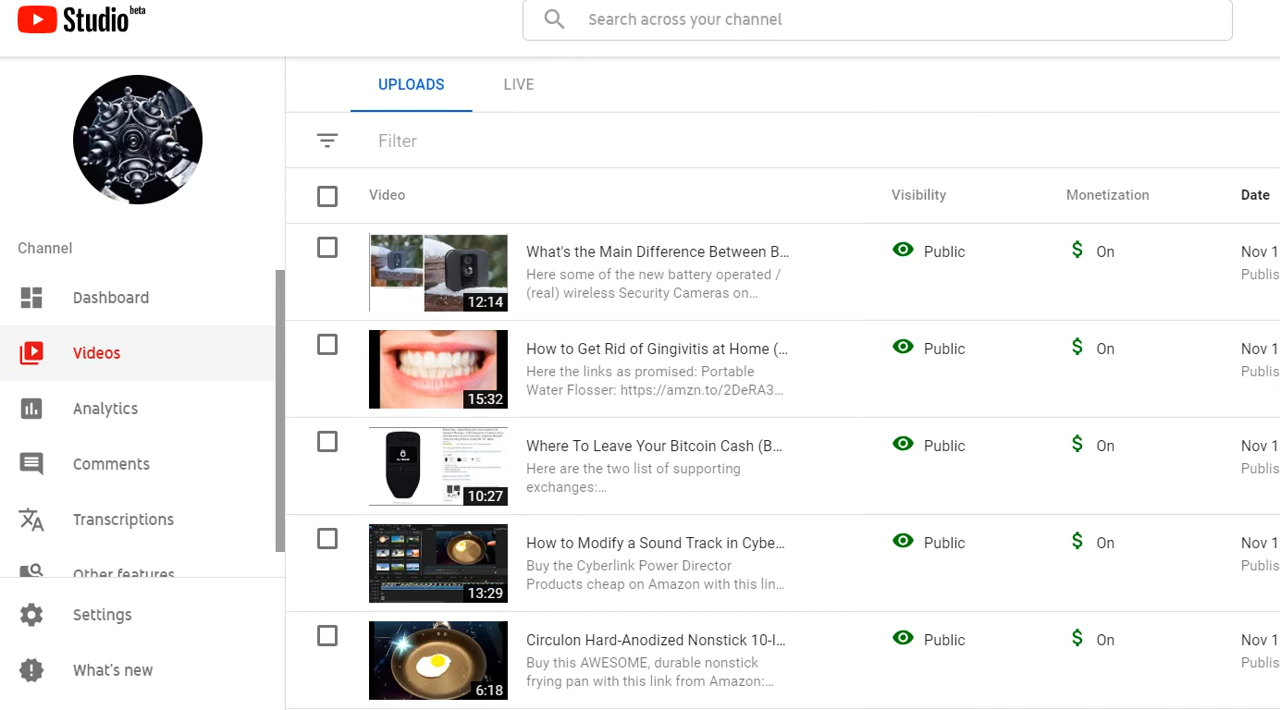 Studio beta
Search across your channel
UPLOADS LIVE
Filter
Video Visibility Monetization Date
Channel
Dashboard
Videos
Analytics
Comments
Transcriptions
Other features
Settings
What's new
What's the Main Difference Between B...
Here some of the new battery operated /
(real) wireless Security Cameras on...
12:14
Public
On
Nov 1
Publis
How to Get Rid of Gingivitis at Home (...
Here the links as promised: Portable
Water Flosser: https://amzn.to/2DeRA3...
15:32
Public
On
Nov 1
Publis
Where To Leave Your Bitcoin Cash (B...
Here are the two list of supporting
exchanges:...
10:27
Public
On
Nov 1
Publis
How to Modify a Sound Track in Cybe...
Buy the Cyberlink Power Director
Products cheap on Amazon with this lin...
13:29
Public
On
Nov 1
Publis
Circulon Hard-Anodized Nonstick 10-I...
Buy this AWESOME, durable nonstick
frying pan with this link from Amazon:...
6:18
Public
On
Nov 1
Publis